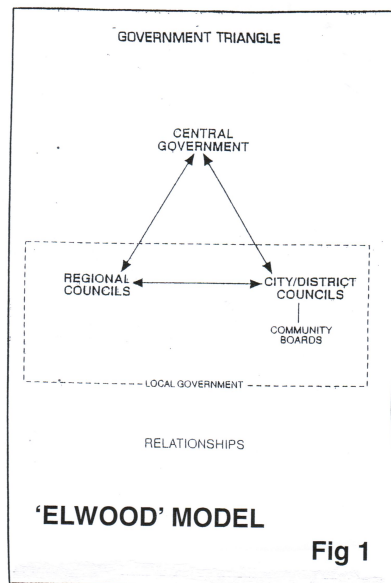 GOVERNMENT TRIANGLE
CENTRAL
GOVERNMENT
REGIONAL
COUNCILS
CITY/DISTRICT
COUNCILS
COMMUNITY
BOARDS
LOCAL GOVERNMENT
RELATIONSHIPS
'ELWOOD' MODEL
Fig 1